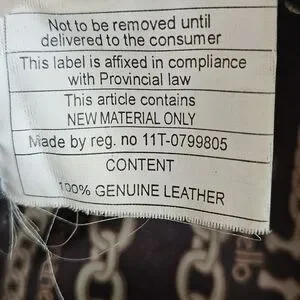 Not to be removed until
delivered to the consumer
This label is affixed in compliance
with Provincial law
This article contains
NEW MATERIAL ONLY
Made by reg. no 11T-0799805
CONTENT
100% GENUINE LEATHER